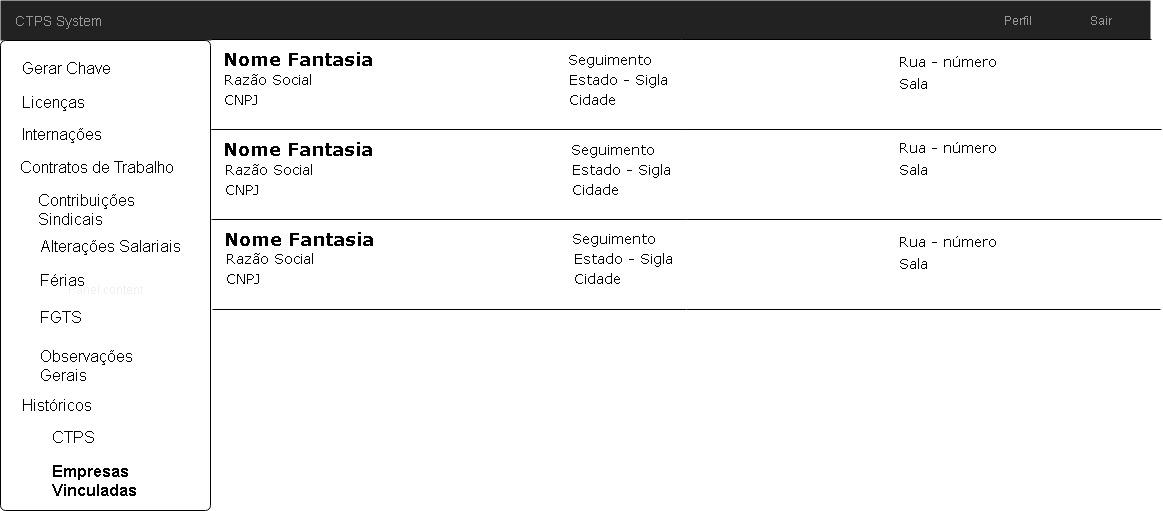 CTPS System
Perfil
Sair
Gerar Chave
Licenças
Internações
Contratos de Trabalho
Contribuições
Sindicais
Alterações Salariais
Férias
Panel content
FGTS
Observações
Gerais
Históricos
CTPS
Empresas
Vinculadas
Nome Fantasia
Razão Social
CNPJ
Seguimento
Estado - Sigla
Cidade
Rua - número
Sala
Nome Fantasia
Razão Social
CNPJ
Seguimento
Estado - Sigla
Cidade
Rua - número
Sala
Nome Fantasia
Razão Social
CNPJ
Seguimento
Estado - Sigla
Cidade
Rua - número
Sala